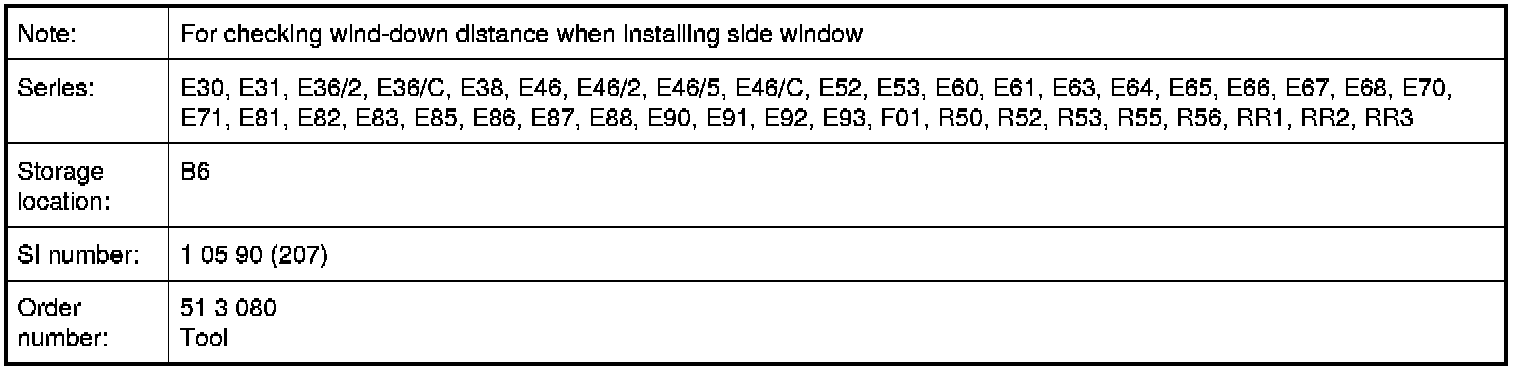 Note: For checking wind-down distance when installing side window
Series: E30, E31, E36/2, E36/C, E38, E46, E46/2, E46/5, E46/C, E52, E53, E60, E61, E63, E64, E65, E66, E67, E68, E70,
E71, E81, E82, E83, E85, E86, E87, E88, E90, E91, E92, E93, F01, R50, R52, R53, R55, R56, RR1, RR2, RR3
Storage B6
location:
SI number: 1 05 90 (207)
Order 51 3 080
number: Tool